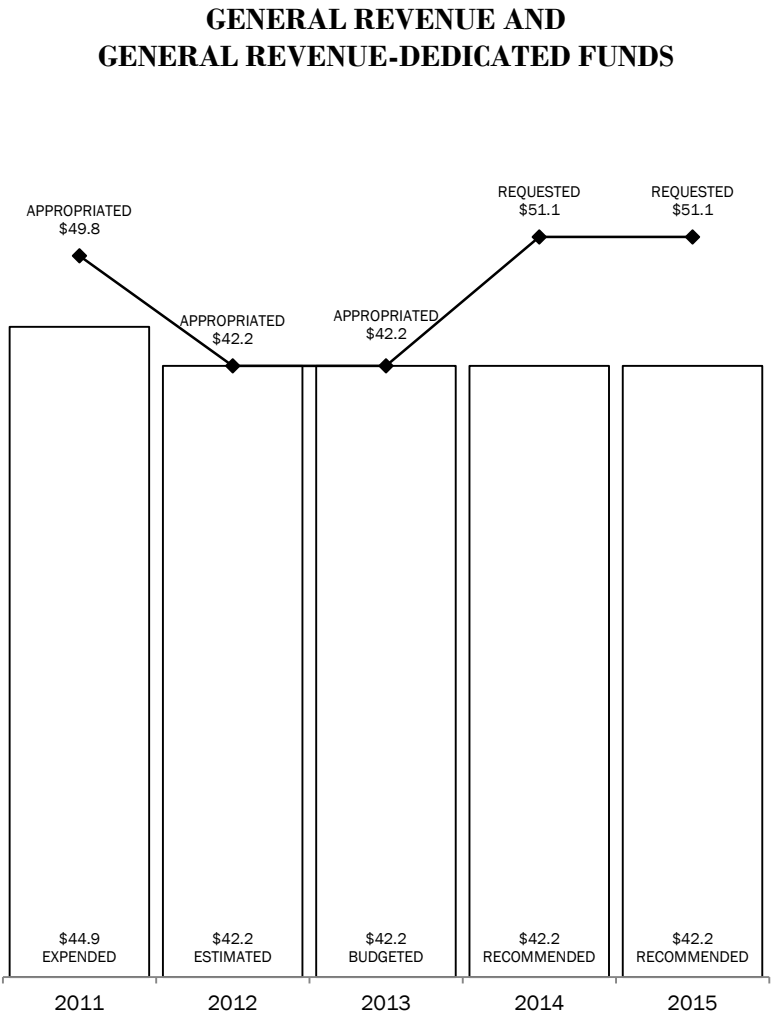 GENERAL REVENUE AND
GENERAL REVENUE-DEDICATED FUNDS
REQUESTED
$51.1
REQUESTED
$51.1
APPROPRIATED
$49.8
APPROPRIATED
$42.2
APPROPRIATED
$42.2
$44.9
EXPENDED
$42.2
ESTIMATED
$42.2
BUDGETED
$42.2
RECOMMENDED
$42.2
RECOMMENDED
2011
2012
2013
2014
2015